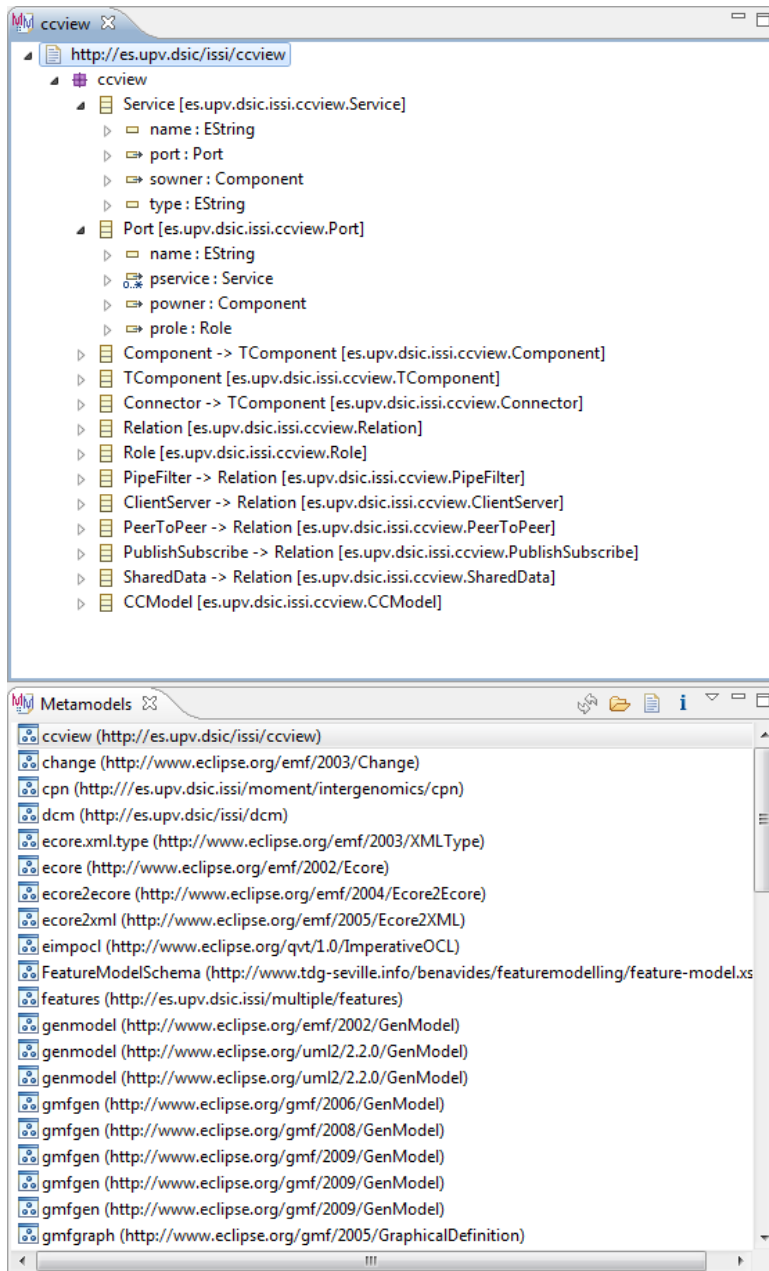 ccview
http://es.upv.dsic/issi/ccview
ccview
Service [es.upv.dsic.issi.ccview.Service]
name : EString
port : Port
sowner : Component
type : EString
Port [es.upv.dsic.issi.ccview.Port]
name : EString
0..* pservice : Service
powner : Component
prole : Role
Component -> TComponent [es.upv.dsic.issi.ccview.Component]
TComponent [es.upv.dsic.issi.ccview.TComponent]
Connector -> TComponent [es.upv.dsic.issi.ccview.Connector]
Relation [es.upv.dsic.issi.ccview.Relation]
Role [es.upv.dsic.issi.ccview.Role]
PipeFilter -> Relation [es.upv.dsic.issi.ccview.PipeFilter]
ClientServer -> Relation [es.upv.dsic.issi.ccview.ClientServer]
PeerToPeer -> Relation [es.upv.dsic.issi.ccview.PeerToPeer]
PublishSubscribe -> Relation [es.upv.dsic.issi.ccview.PublishSubscribe]
SharedData -> Relation [es.upv.dsic.issi.ccview.SharedData]
CCModel [es.upv.dsic.issi.ccview.CCModel]
Metamodels
ccview (http://es.upv.dsic/issi/ccview)
change (http://www.eclipse.org/emf/2003/Change)
cpn (http:///es.upv.dsic.issi/moment/intergenomics/cpn)
dcm (http://es.upv.dsic/issi/dcm)
ecore.xml.type (http://www.eclipse.org/emf/2003/XMLType)
ecore (http://www.eclipse.org/emf/2002/Ecore)
ecore2ecore (http://www.eclipse.org/emf/2004/Ecore2Ecore)
ecore2xml (http://www.eclipse.org/emf/2005/Ecore2XML)
eimpocl (http://www.eclipse.org/qvt/1.0/ImperativeOCL)
FeatureModelSchema (http://www.tdg-seville.info/benavides/featuremodelling/feature-model.xs
features (http://es.upv.dsic.issi/multiple/features)
genmodel (http://www.eclipse.org/emf/2002/GenModel)
genmodel (http://www.eclipse.org/uml2/2.2.0/GenModel)
genmodel (http://www.eclipse.org/uml2/2.2.0/GenModel)
gmfgen (http://www.eclipse.org/gmf/2006/GenModel)
gmfgen (http://www.eclipse.org/gmf/2008/GenModel)
gmfgen (http://www.eclipse.org/gmf/2009/GenModel)
gmfgen (http://www.eclipse.org/gmf/2009/GenModel)
gmfgen (http://www.eclipse.org/gmf/2009/GenModel)
gmfgraph (http://www.eclipse.org/gmf/2005/GraphicalDefinition)